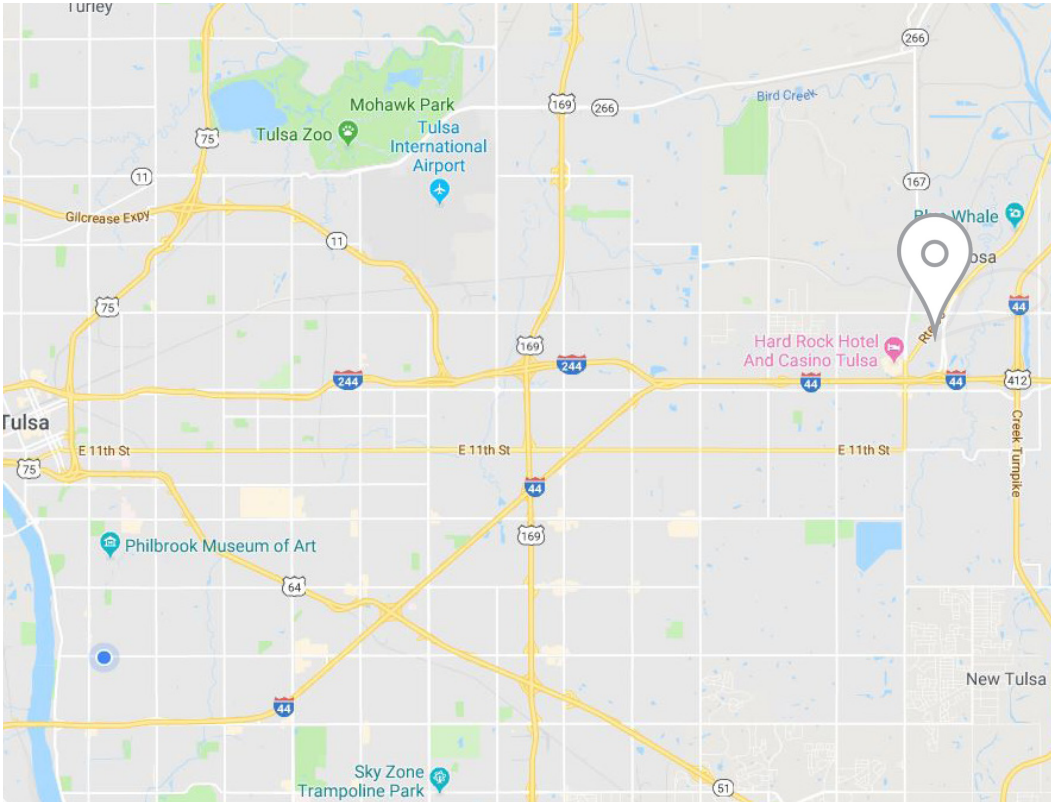 Turley
266
Mohawk Park
Bird Creek
169
266
Tulsa Zoo
Tulsa
International
Airport
75
11
167
Gilcrease Expy
Blue Whale
11
osa
75
44
Hard Rock Hotel
And Casino Tulsa
169
244
244
44
44
412
Tulsa
E 11th St
E 11th St
E 11th St
Creek Turnpike
75
44
169
Philbrook Museum of Art
64
New Tulsa
44
Sky Zone
Trampoline Park
51